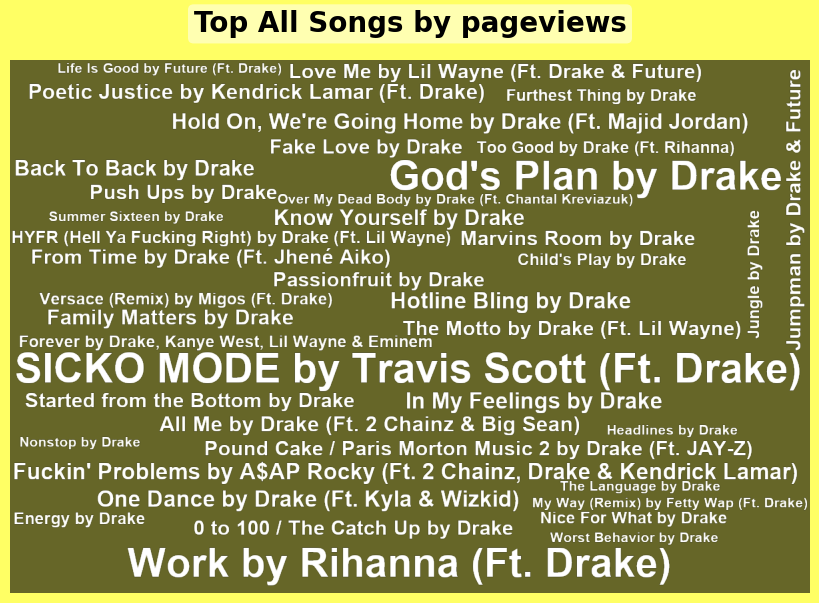 Top All Songs by pageviews
Life Is Good by Future (Ft. Drake)
Love Me by Lil Wayne (Ft. Drake & Future)
Poetic Justice by Kendrick Lamar (Ft. Drake)
Furthest Thing by Drake
Jumpman by Drake & Future
Hold On, We're Going Home by Drake (Ft. Majid Jordan)
Fake Love by Drake
Too Good by Drake (Ft. Rihanna)
Back To Back by Drake
God's Plan by Drake
Push Ups by Drake
Over My Dead Body by Drake (Ft. Chantal Kreviazuk)
Summer Sixteen by Drake
Know Yourself by Drake
Jungle by Drake
HYFR (Hell Ya Fucking Right) by Drake (Ft. Lil Wayne)
Marvins Room by Drake
From Time by Drake (Ft. Jhené Aiko)
Child's Play by Drake
Passionfruit by Drake
Versace (Remix) by Migos (Ft. Drake)
Hotline Bling by Drake
Family Matters by Drake
The Motto by Drake (Ft. Lil Wayne)
Forever by Drake, Kanye West, Lil Wayne & Eminem
SICKO MODE by Travis Scott (Ft. Drake)
Started from the Bottom by Drake
In My Feelings by Drake
All Me by Drake (Ft. 2 Chainz & Big Sean)
Headlines by Drake
Nonstop by Drake
Pound Cake / Paris Morton Music 2 by Drake (Ft. JAY-Z)
Fuckin' Problems by A$AP Rocky (Ft. 2 Chainz, Drake & Kendrick Lamar)
The Language by Drake
One Dance by Drake (Ft. Kyla & Wizkid)
My Way (Remix) by Fetty Wap (Ft. Drake)
Energy by Drake
Nice For What by Drake
0 to 100 / The Catch Up by Drake
Worst Behavior by Drake
Work by Rihanna (Ft. Drake)